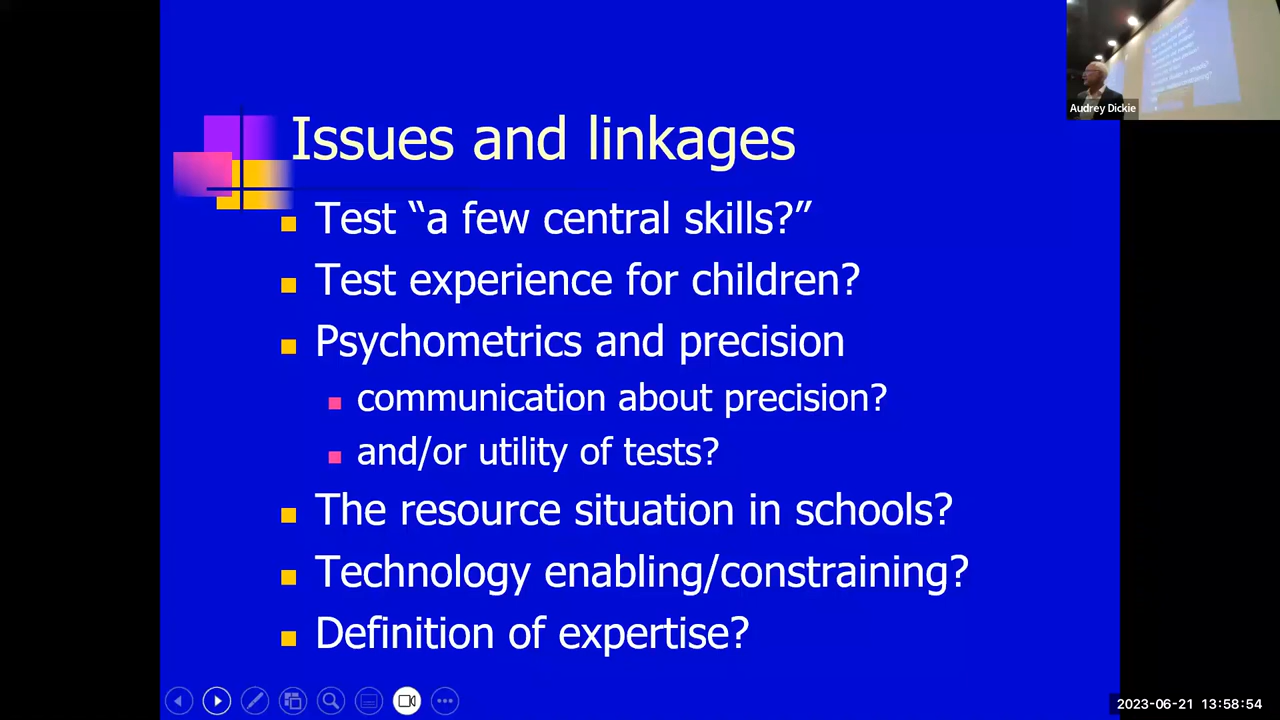 Audrey Dickie
Issues and linkages
Test “a few central skills?”
Test experience for children?
Psychometrics and precision
communication about precision?
and/or utility of tests?
The resource situation in schools?
Technology enabling/constraining?
Definition of expertise?
2023-06-21 13:58:54